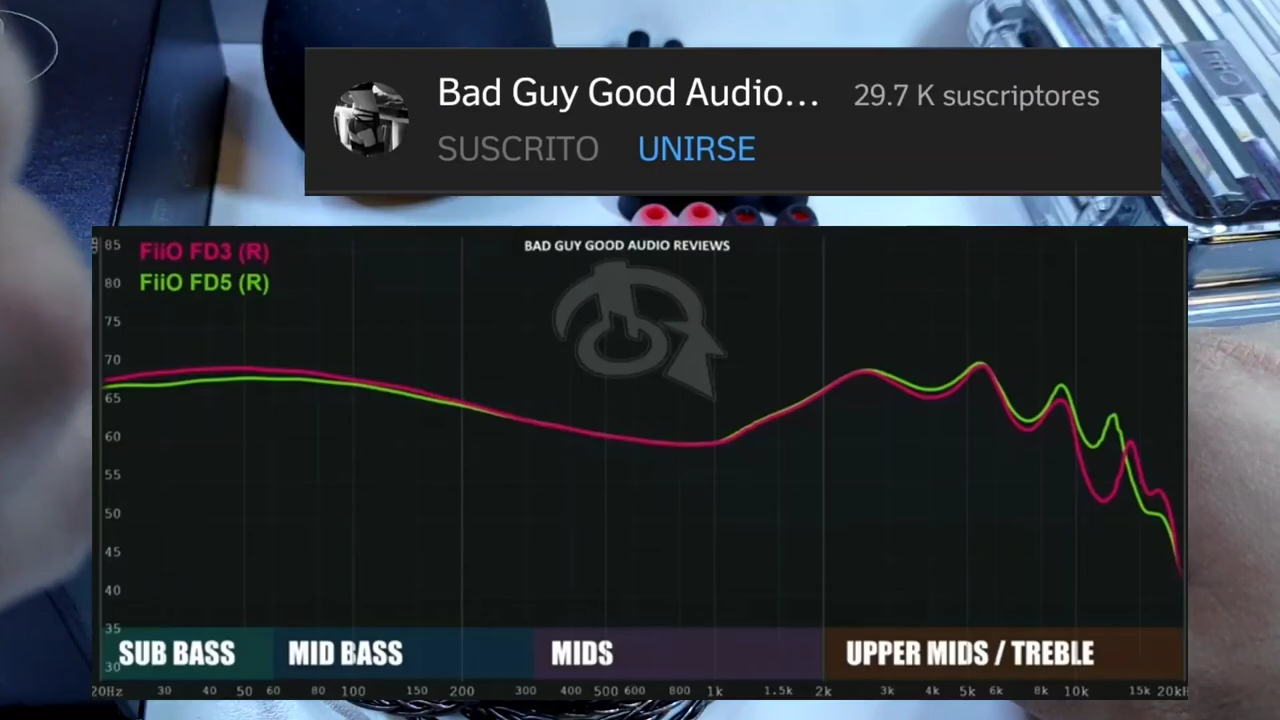 Bad Guy Good Audio... 29.7 K suscriptores
SUSCRITO UNIRSE
FiiO
BAD GUY GOOD AUDIO REVIEWS
FiiO FD3 (R)
FiiO FD5 (R)
dB
85
80
75
70
65
60
55
50
45
40
35
30
SUB BASS MID BASS MIDS UPPER MIDS / TREBLE
20Hz 30 40 50 60 80 100 150 200 300 400 500 600 800 1k 1.5k 2k 3k 4k 5k 6k 8k 10k 15k 20kH